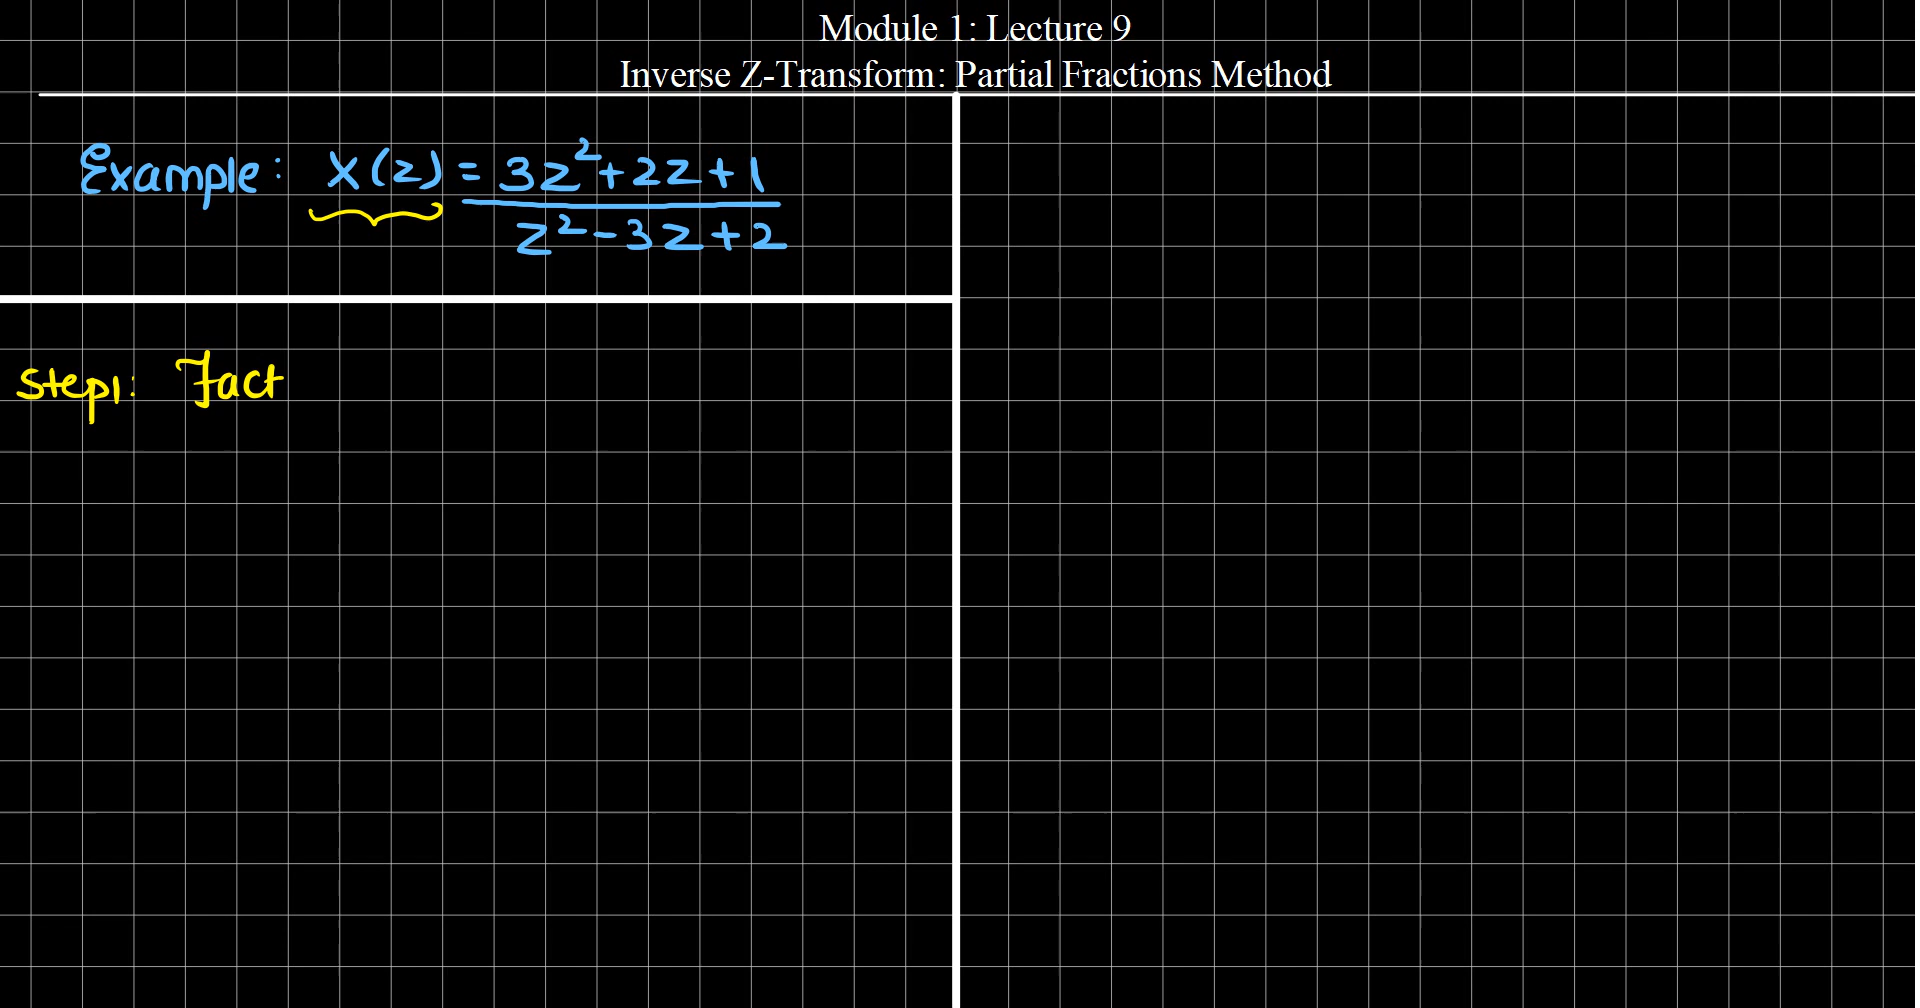 Module 1: Lecture 9
Inverse Z-Transform: Partial Fractions Method
Example: X(z) = 3z²+2z+1
z²-3z+2
Step1: Fact